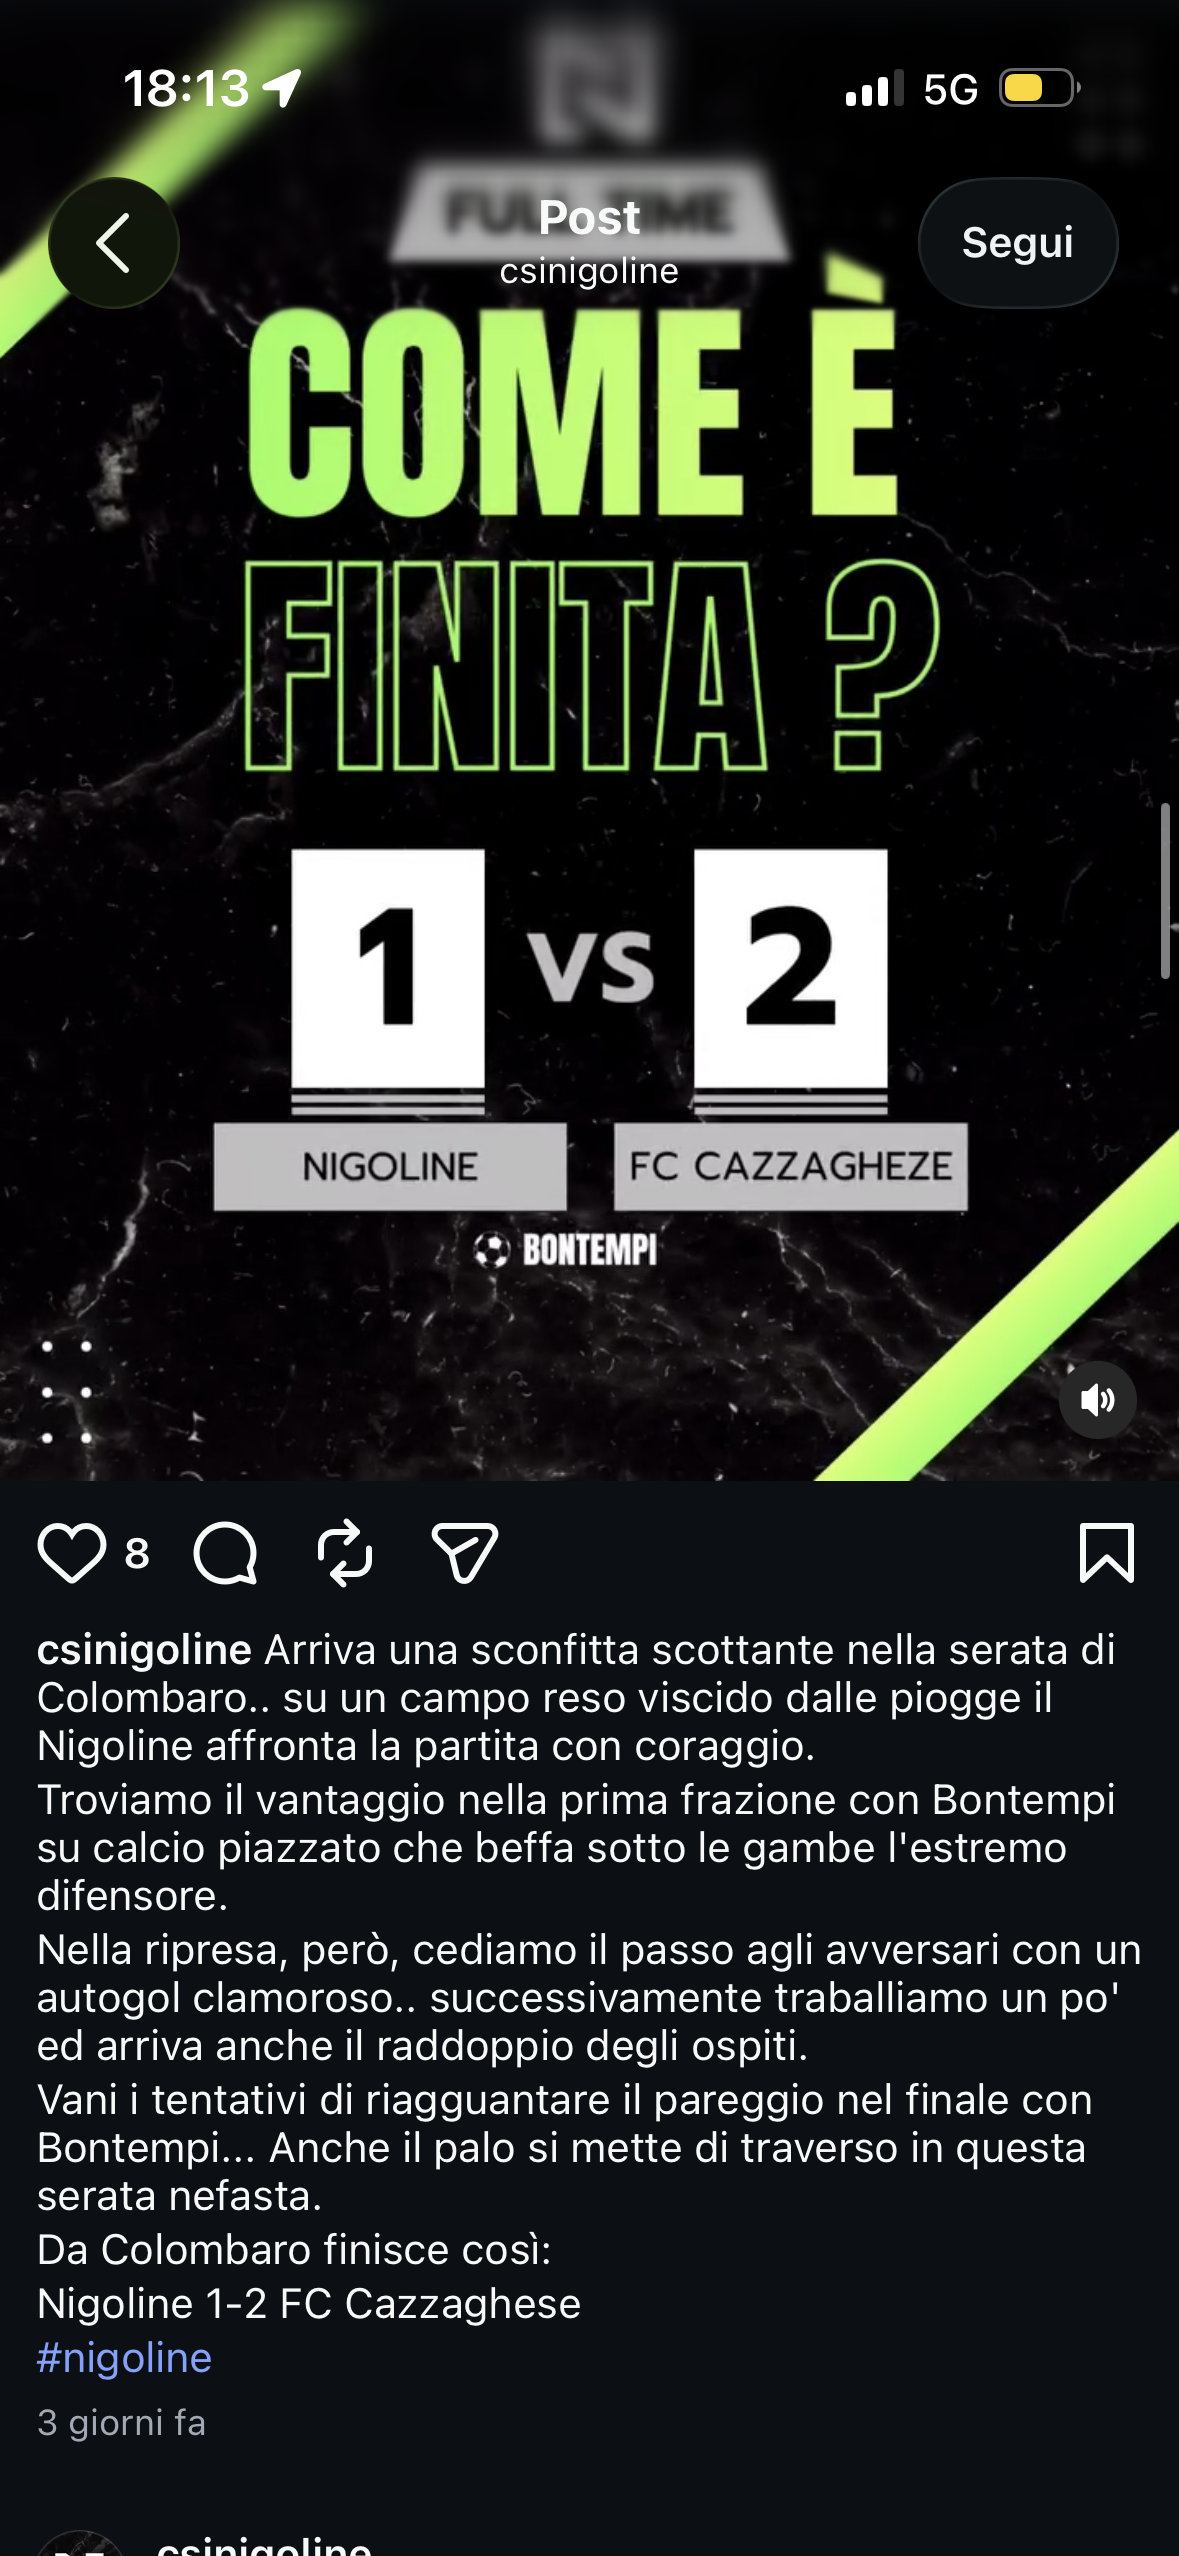 18:13
5G
FULL TIME
Post
csinigoline
Segui
COME È
FINITA ?
1 VS 2
NIGOLINE FC CAZZAGHEZE
BONTEMPI
8
csinigoline Arriva una sconfitta scottante nella serata di
Colombaro.. su un campo reso viscido dalle piogge il
Nigoline affronta la partita con coraggio.
Troviamo il vantaggio nella prima frazione con Bontempi
su calcio piazzato che beffa sotto le gambe l'estremo
difensore.
Nella ripresa, però, cediamo il passo agli avversari con un
autogol clamoroso.. successivamente traballiamo un po'
ed arriva anche il raddoppio degli ospiti.
Vani i tentativi di riagguantare il pareggio nel finale con
Bontempi... Anche il palo si mette di traverso in questa
serata nefasta.
Da Colombaro finisce così:
Nigoline 1-2 FC Cazzaghese
#nigoline
3 giorni fa
csinigoline